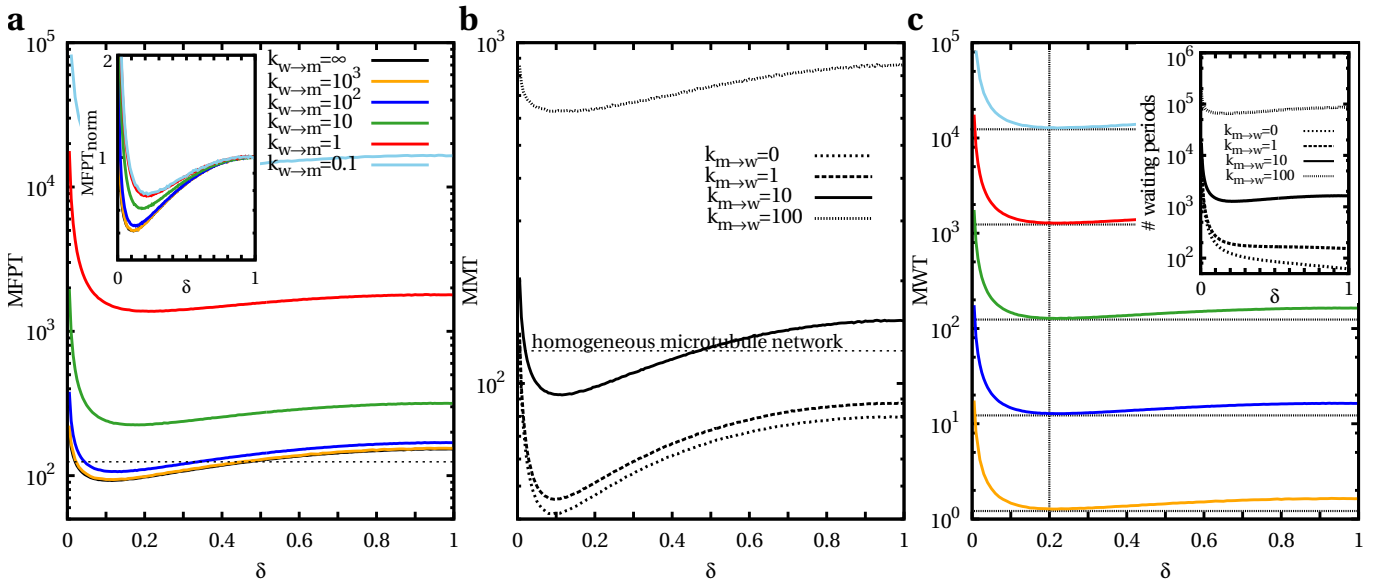 a
10^5
10^4
10^3
10^2
MFPT
0
0.2
0.4
0.6
0.8
1
δ
2
1
MFPT_norm
0
1
δ
k_w→m=∞
k_w→m=10^3
k_w→m=10^2
k_w→m=10
k_w→m=1
k_w→m=0.1
b
10^3
10^2
MMT
0
0.2
0.4
0.6
0.8
1
δ
k_m→w=0
k_m→w=1
k_m→w=10
k_m→w=100
homogeneous microtubule network
c
10^5
10^4
10^3
10^2
10^1
10^0
MWT
0
0.2
0.4
0.6
0.8
1
δ
10^6
10^5
10^4
10^3
10^2
# waiting periods
0
1
δ
k_m→w=0
k_m→w=1
k_m→w=10
k_m→w=100